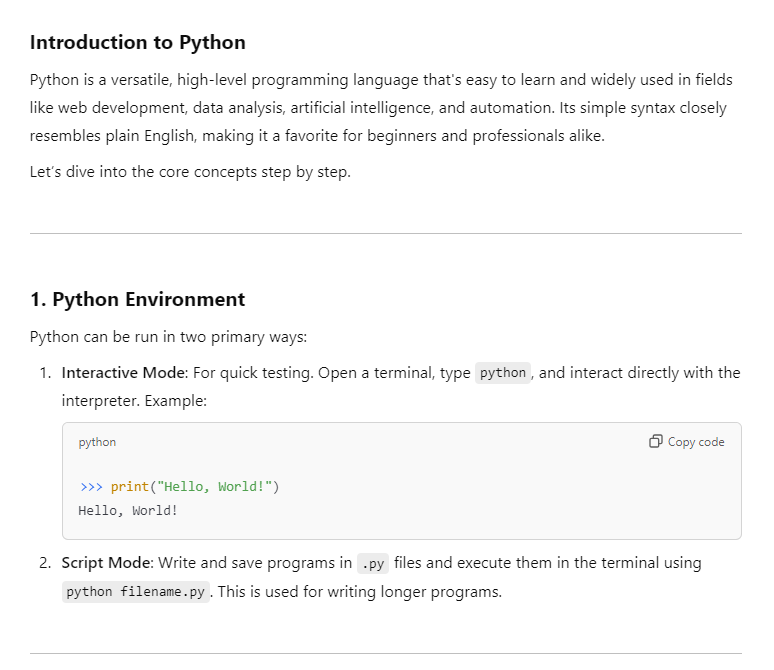 Introduction to Python
Python is a versatile, high-level programming language that's easy to learn and widely used in fields
like web development, data analysis, artificial intelligence, and automation. Its simple syntax closely
resembles plain English, making it a favorite for beginners and professionals alike.
Let's dive into the core concepts step by step.
1. Python Environment
Python can be run in two primary ways:
1. Interactive Mode: For quick testing. Open a terminal, type python, and interact directly with the
interpreter. Example:
python Copy code
>>> print("Hello, World!")
Hello, World!
2. Script Mode: Write and save programs in .py files and execute them in the terminal using
python filename.py. This is used for writing longer programs.